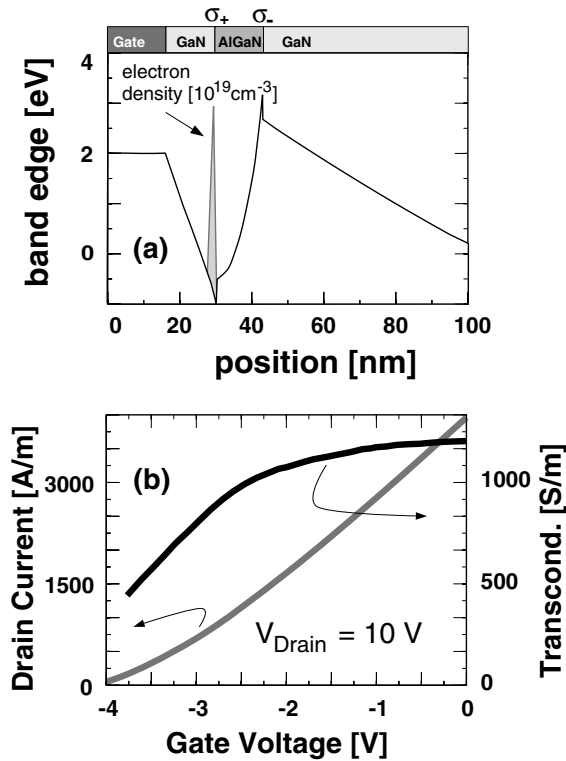 σ+ σ-
Gate GaN AlGaN GaN
electron
density [10^19cm^-3]
4
2
0
band edge [eV]
(a)
0 20 40 60 80 100
position [nm]
(b)
3000
1500
0
Drain Current [A/m]
1000
500
0
Transcond. [S/m]
V_Drain = 10 V
-4 -3 -2 -1 0
Gate Voltage [V]